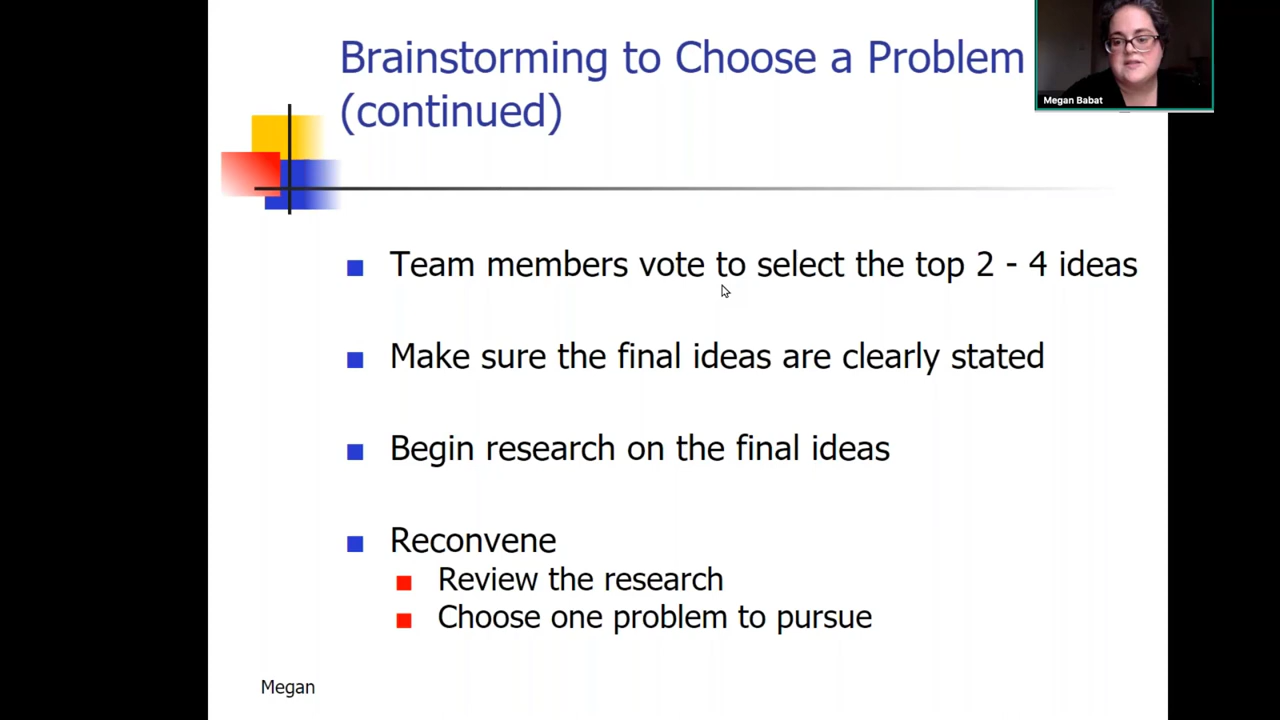 Brainstorming to Choose a Problem
(continued)
Megan Babat
Team members vote to select the top 2 - 4 ideas
Make sure the final ideas are clearly stated
Begin research on the final ideas
Reconvene
Review the research
Choose one problem to pursue
Megan